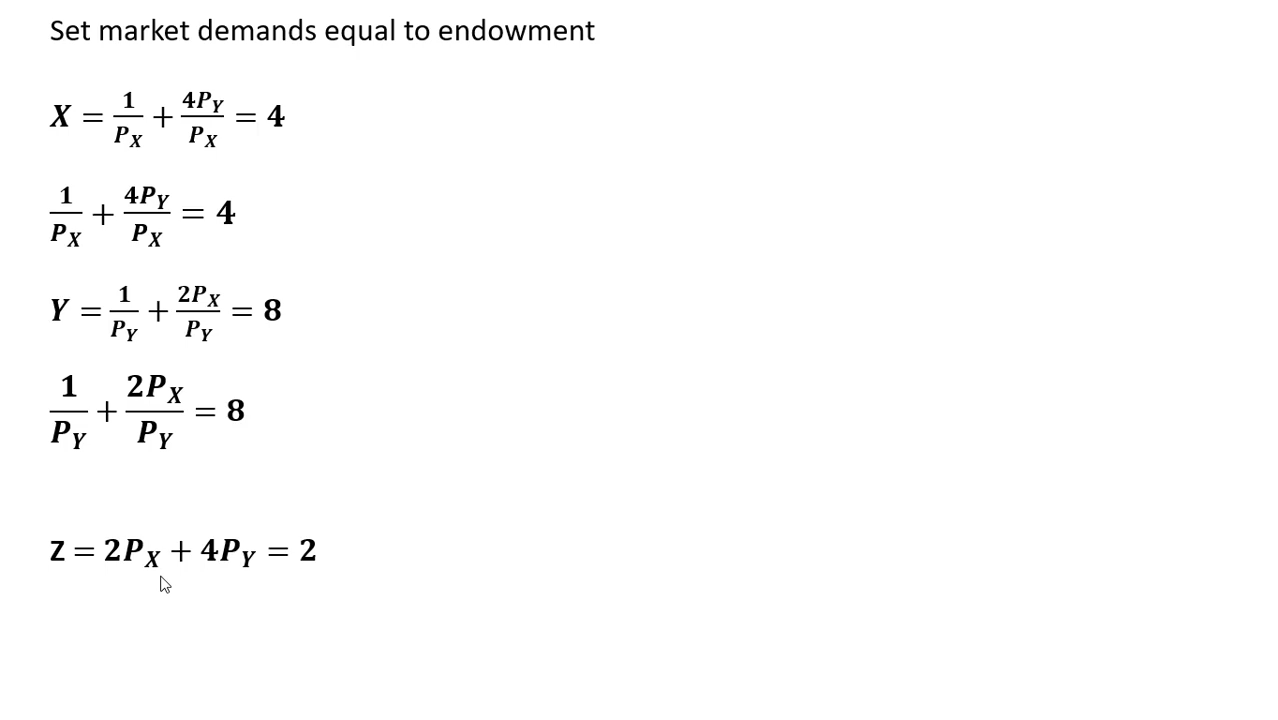 Set market demands equal to endowment
X = 1/P_X + 4P_Y/P_X = 4
1/P_X + 4P_Y/P_X = 4
Y = 1/P_Y + 2P_X/P_Y = 8
1/P_Y + 2P_X/P_Y = 8
Z = 2P_X + 4P_Y = 2